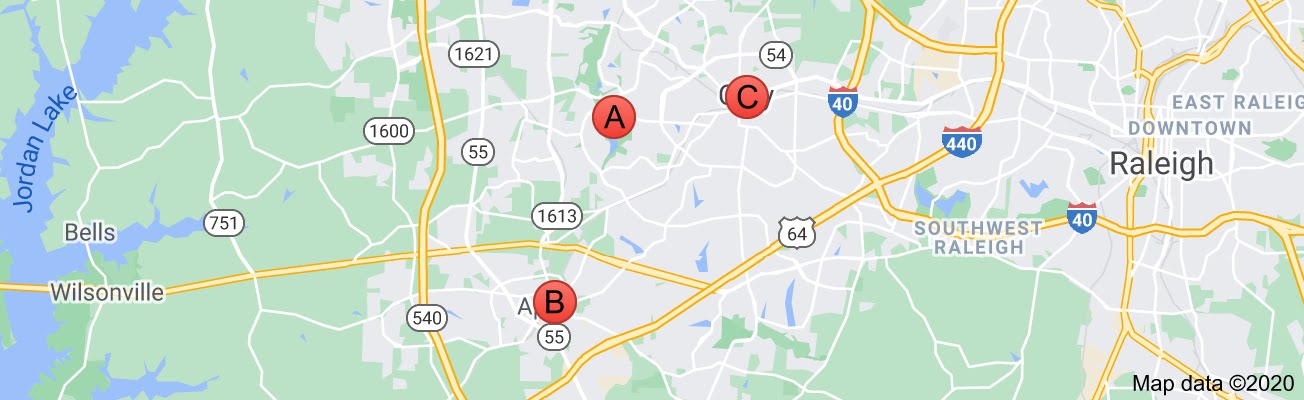 1621
54
C
40
Jordan Lake
EAST RALEIG
A
1600
DOWNTOWN
440
55
Raleigh
1613
751
Bells
64
40
SOUTHWEST
RALEIGH
Wilsonville
B
540
55
Map data ©2020